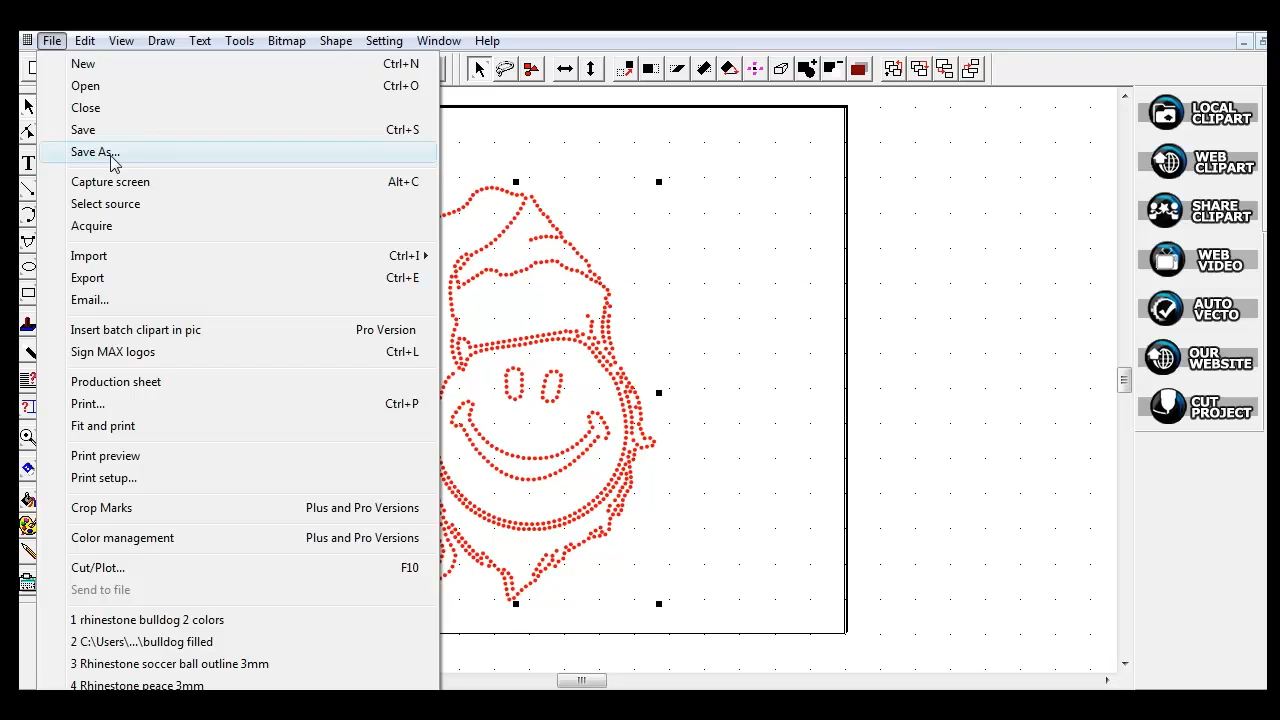 File Edit View Draw Text Tools Bitmap Shape Setting Window Help
New Ctrl+N
Open Ctrl+O
Close
Save Ctrl+S
Save As...
Capture screen Alt+C
Select source
Acquire
Import Ctrl+I
Export Ctrl+E
Email...
Insert batch clipart in pic Pro Version
Sign MAX logos Ctrl+L
Production sheet
Print... Ctrl+P
Fit and print
Print preview
Print setup...
Crop Marks Plus and Pro Versions
Color management Plus and Pro Versions
Cut/Plot... F10
Send to file
1 rhinestone bulldog 2 colors
2 C:\Users\...\bulldog filled
3 Rhinestone soccer ball outline 3mm
4 Rhinestone peace 3mm
T
LOCAL
CLIPART
WEB
CLIPART
SHARE
CLIPART
WEB
VIDEO
AUTO
VECTO
OUR
WEBSITE
CUT
PROJECT